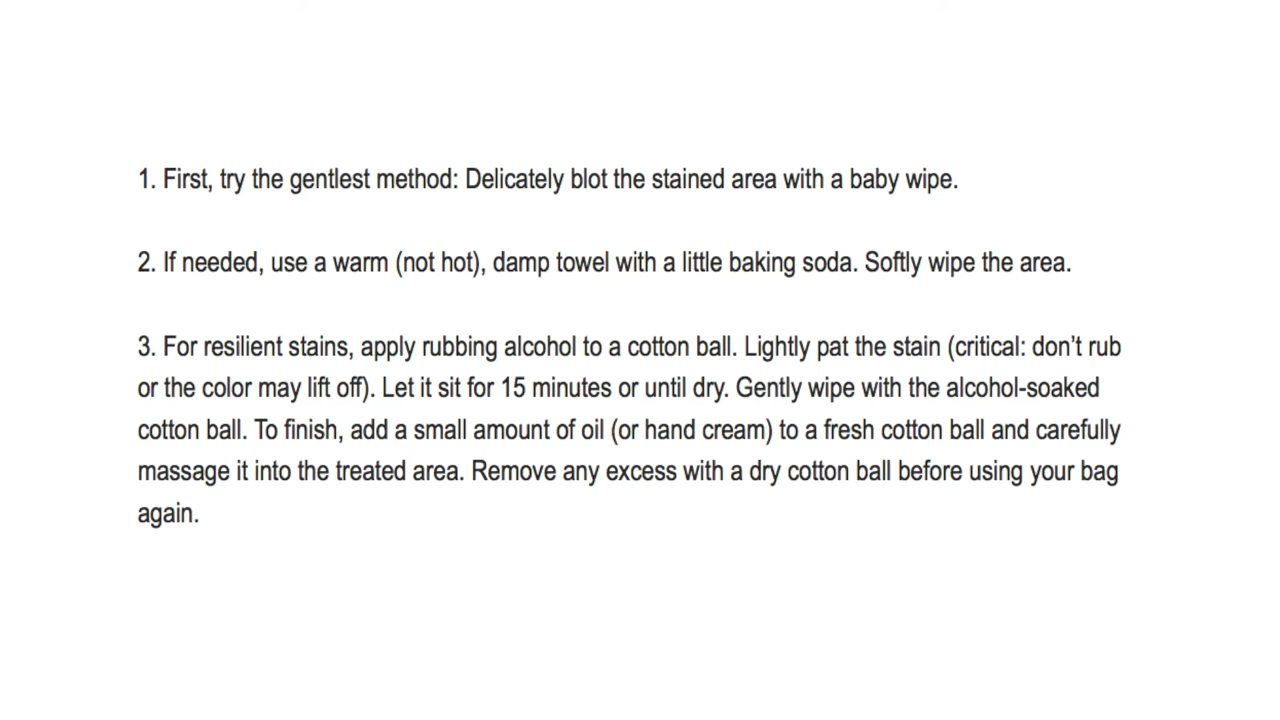 1. First, try the gentlest method: Delicately blot the stained area with a baby wipe.
2. If needed, use a warm (not hot), damp towel with a little baking soda. Softly wipe the area.
3. For resilient stains, apply rubbing alcohol to a cotton ball. Lightly pat the stain (critical: don’t rub
or the color may lift off). Let it sit for 15 minutes or until dry. Gently wipe with the alcohol-soaked
cotton ball. To finish, add a small amount of oil (or hand cream) to a fresh cotton ball and carefully
massage it into the treated area. Remove any excess with a dry cotton ball before using your bag
again.